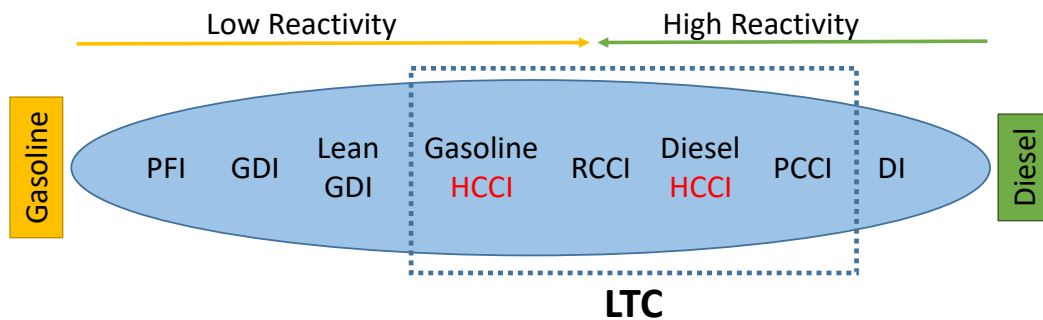 Low Reactivity
High Reactivity
Gasoline
PFI
GDI
Lean
GDI
Gasoline
HCCI
RCCI
Diesel
HCCI
PCCI
DI
Diesel
LTC